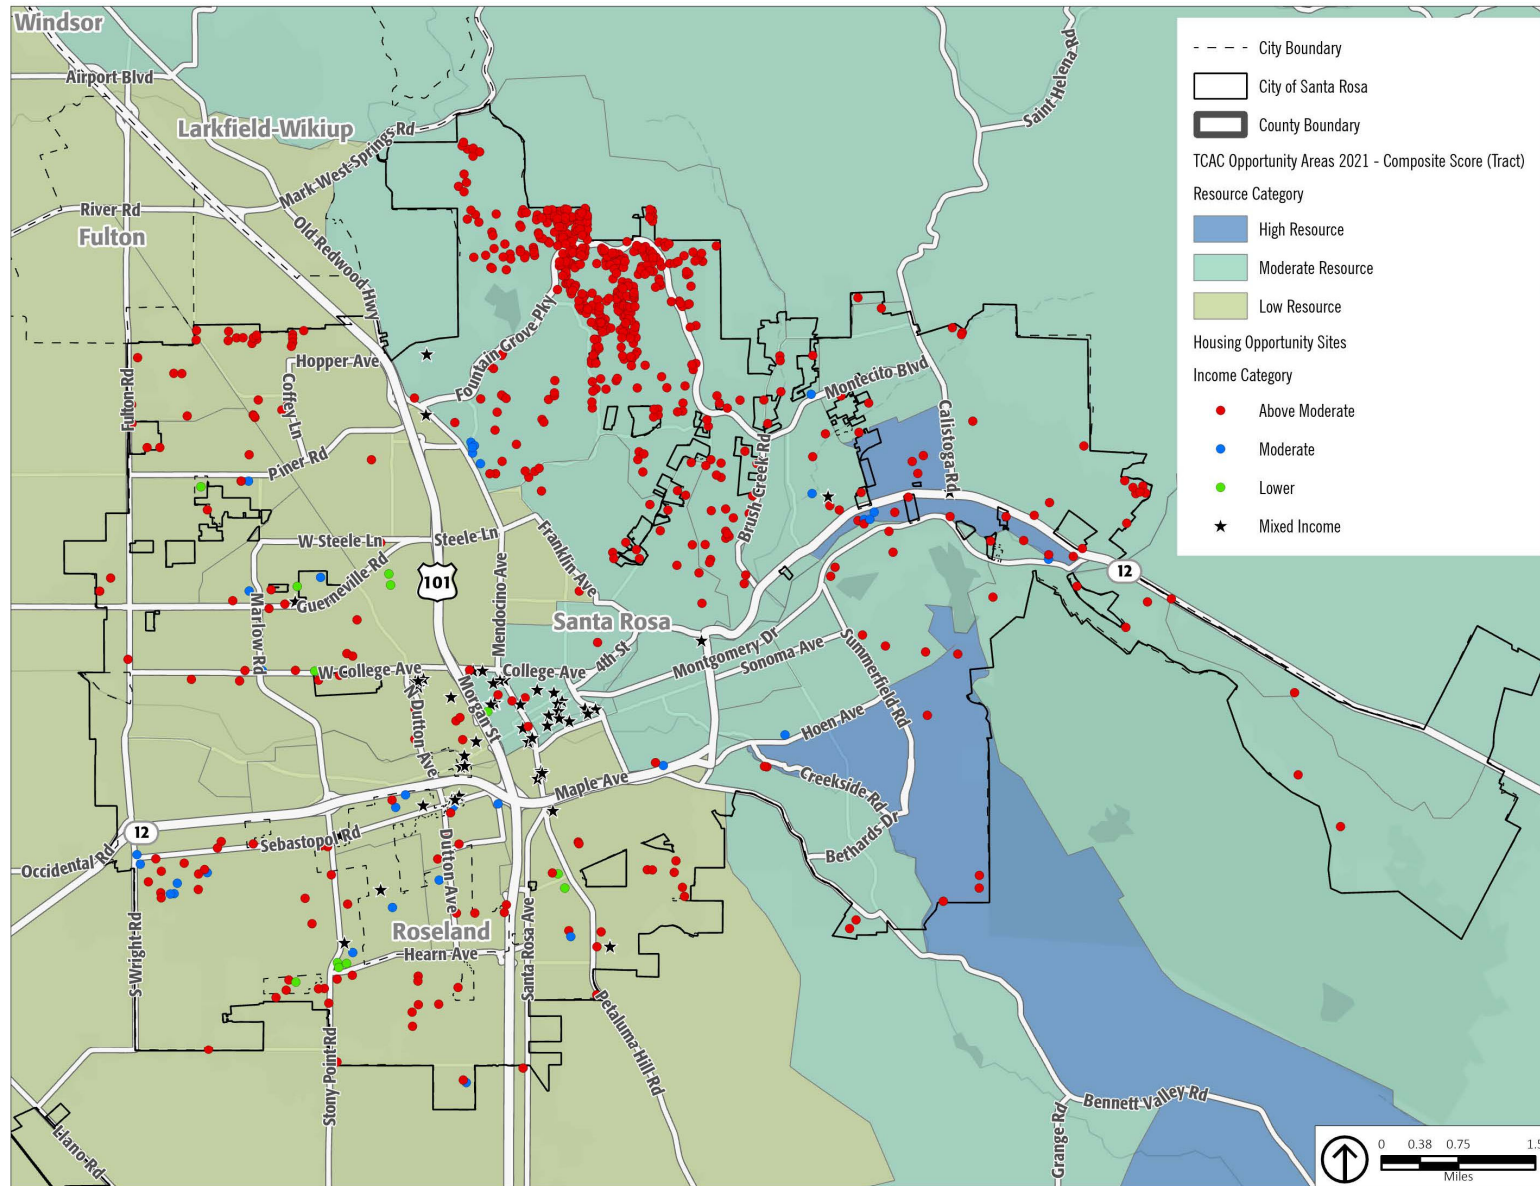 Windsor
Airport Blvd
Larkfield-Wikiup
Mark West Springs Rd
Saint Helena Rd
River Rd
Fulton
Old Redwood Hwy
Fountain Grove Pky
Hopper Ave
Fulton Rd
Coffey Ln
Piner Rd
Montecito Blvd
Calistoga Rd
Brush Creek Rd
W Steele Ln
Steele Ln
Franklin Ave
Guerneville Rd
101
Mendocino Ave
Marlow Rd
12
Santa Rosa
4th St
Montgomery Dr
Sonoma Ave
Summerfield Rd
W College Ave
College Ave
N Dutton Ave
Morgan St
Hoen Ave
Creekside Rd
Maple Ave
Bethards Dr
12
Sebastopol Rd
Occidental Rd
Dutton Ave
Roseland
Hearn Ave
S Wright Rd
Santa Rosa Ave
Stony Point Rd
Petaluma Hill Rd
Bennett Valley Rd
Grange Rd
Llano Rd
City Boundary
City of Santa Rosa
County Boundary
TCAC Opportunity Areas 2021 - Composite Score (Tract)
Resource Category
High Resource
Moderate Resource
Low Resource
Housing Opportunity Sites
Income Category
Above Moderate
Moderate
Lower
Mixed Income
0 0.38 0.75 1.5
Miles